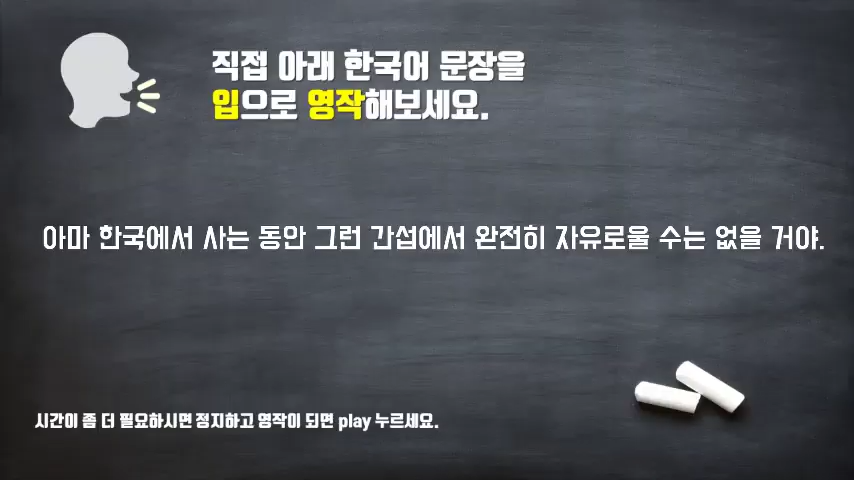 직접 아래 한국어 문장을
입으로 영작해보세요.
아마 한국에서 사는 동안 그런 간섭에서 완전히 자유로울 수는 없을 거야.
시간이 좀 더 필요하시면 정지하고 영작이 되면 play 누르세요.